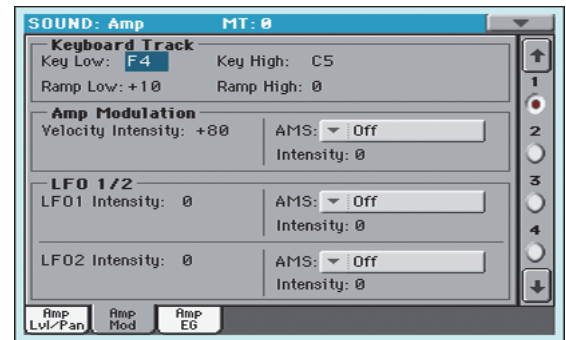 SOUND: Amp MT: 0
Keyboard Track
Key Low: F4 Key High: C5
Ramp Low: +10 Ramp High: 0
Amp Modulation
Velocity Intensity: +80 AMS: Off
Intensity: 0
LFO 1/2
LFO1 Intensity: 0 AMS: Off
Intensity: 0
LFO2 Intensity: 0 AMS: Off
Intensity: 0
1
2
3
4
Amp Lvl/Pan
Amp Mod
Amp EG